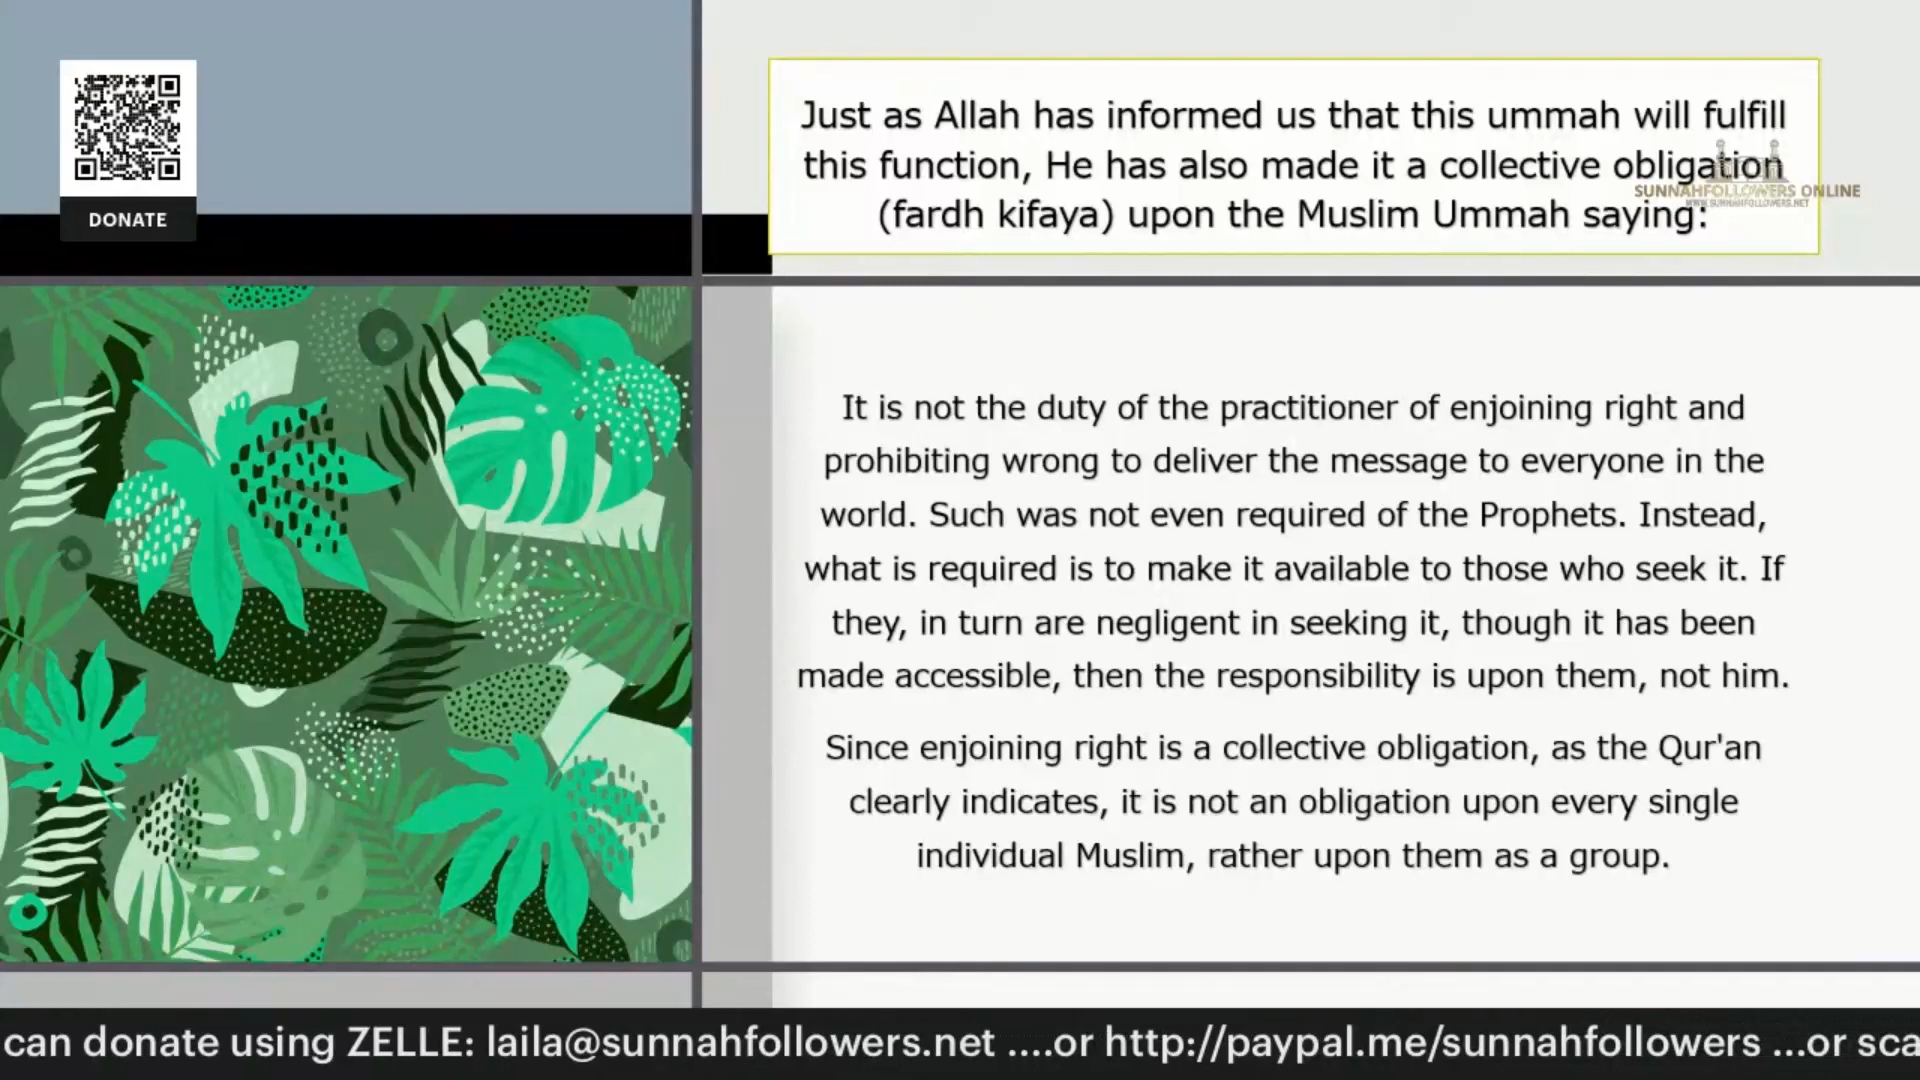 DONATE
Just as Allah has informed us that this ummah will fulfill
this function, He has also made it a collective obligation
(fardh kifaya) upon the Muslim Ummah saying:
SUNNAHFOLLOWERS ONLINE
WWW.SUNNAHFOLLOWERS.NET
It is not the duty of the practitioner of enjoining right and
prohibiting wrong to deliver the message to everyone in the
world. Such was not even required of the Prophets. Instead,
what is required is to make it available to those who seek it. If
they, in turn are negligent in seeking it, though it has been
made accessible, then the responsibility is upon them, not him.
Since enjoining right is a collective obligation, as the Qur'an
clearly indicates, it is not an obligation upon every single
individual Muslim, rather upon them as a group.
can donate using ZELLE: laila@sunnahfollowers.net ....or http://paypal.me/sunnahfollowers ...or sca